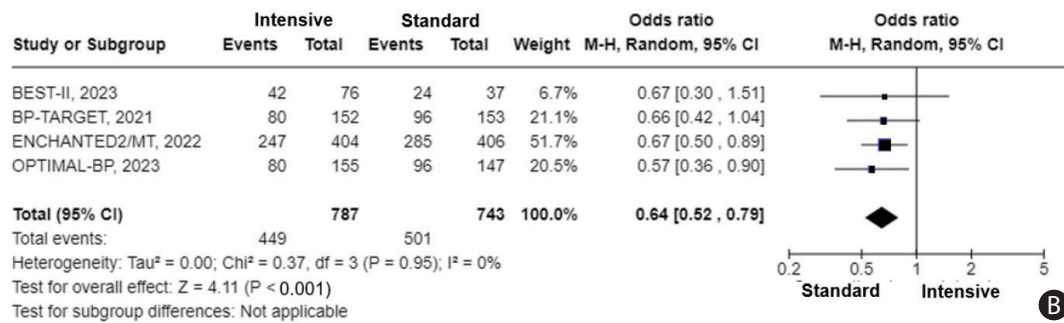 Intensive Standard Odds ratio Odds ratio
Study or Subgroup Events Total Events Total Weight M-H, Random, 95% CI M-H, Random, 95% CI
BEST-II, 2023 42 76 24 37 6.7% 0.67 [0.30 , 1.51]
BP-TARGET, 2021 80 152 96 153 21.1% 0.66 [0.42 , 1.04]
ENCHANTED2/MT, 2022 247 404 285 406 51.7% 0.67 [0.50 , 0.89]
OPTIMAL-BP, 2023 80 155 96 147 20.5% 0.57 [0.36 , 0.90]
Total (95% CI) 787 743 100.0% 0.64 [0.52 , 0.79]
Total events: 449 501
Heterogeneity: Tau² = 0.00; Chi² = 0.37, df = 3 (P = 0.95); I² = 0%
Test for overall effect: Z = 4.11 (P < 0.001)
Test for subgroup differences: Not applicable
0.2 0.5 1 2 5
Standard Intensive
B